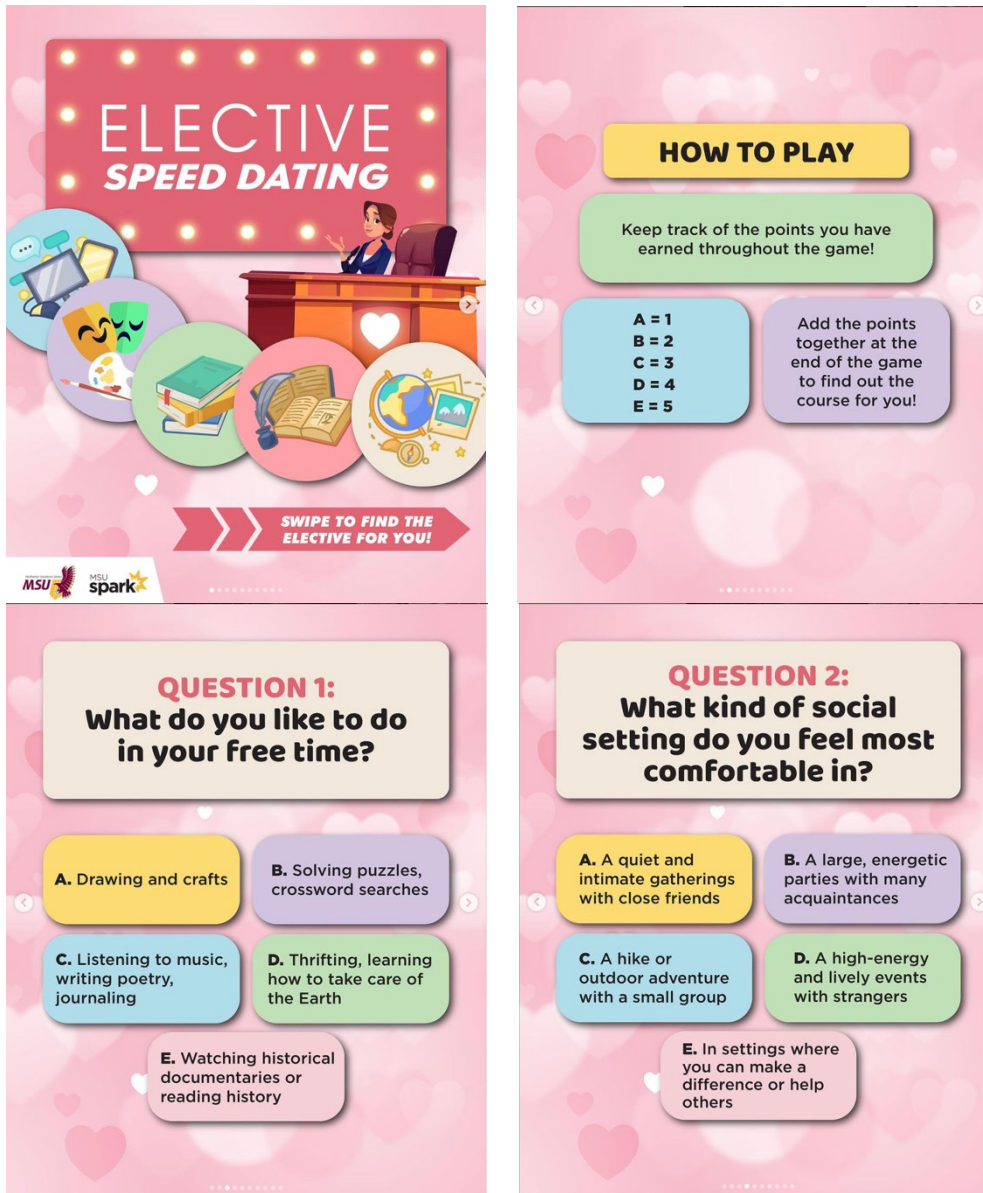 ELECTIVE
SPEED DATING
SWIPE TO FIND THE
ELECTIVE FOR YOU!
MSU
MSU
spark
HOW TO PLAY
Keep track of the points you have
earned throughout the game!
A = 1
B = 2
C = 3
D = 4
E = 5
Add the points
together at the
end of the game
to find out the
course for you!
QUESTION 1:
What do you like to do
in your free time?
A. Drawing and crafts
B. Solving puzzles,
crossword searches
C. Listening to music,
writing poetry,
journaling
D. Thrifting, learning
how to take care of
the Earth
E. Watching historical
documentaries or
reading history
QUESTION 2:
What kind of social
setting do you feel most
comfortable in?
A. A quiet and
intimate gatherings
with close friends
B. A large, energetic
parties with many
acquaintances
C. A hike or
outdoor adventure
with a small group
D. A high-energy
and lively events
with strangers
E. In settings where
you can make a
difference or help
others